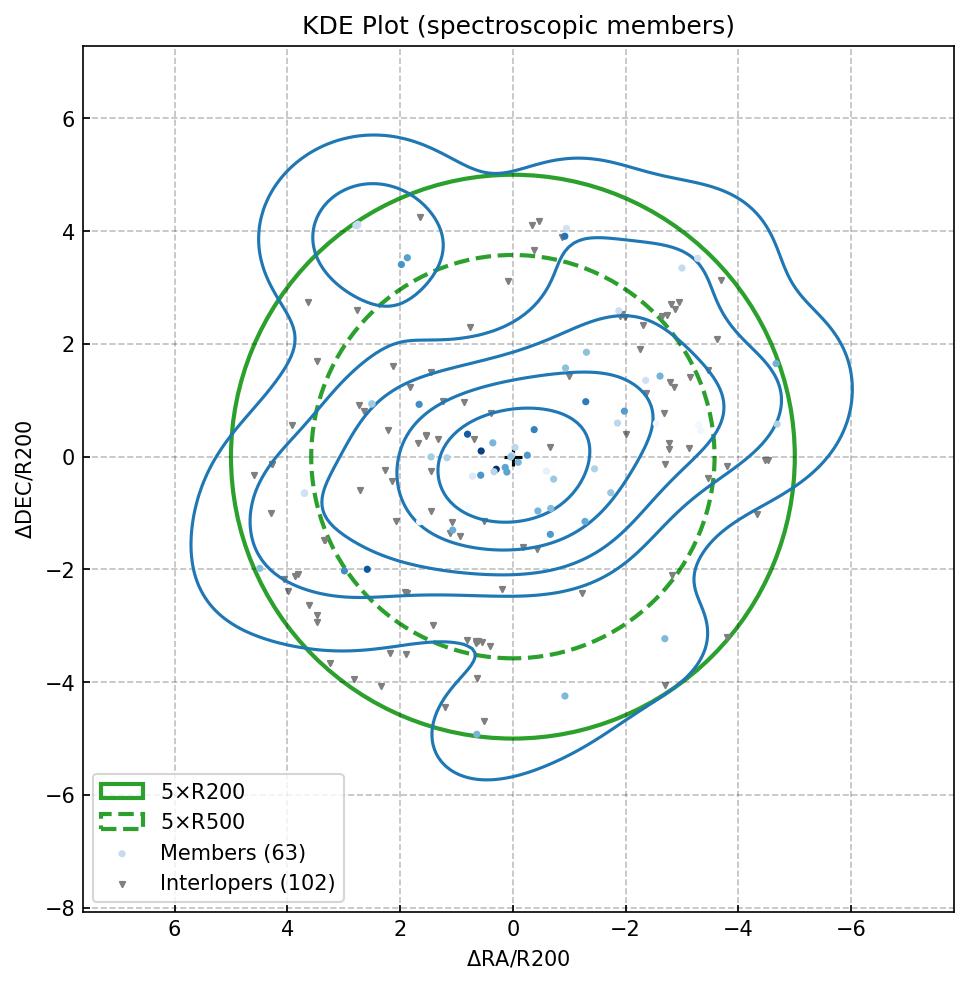 KDE Plot (spectroscopic members)
6
4
2
0
−2
−4
−6
−8
ΔDEC/R200
5×R200
5×R500
Members (63)
Interlopers (102)
6 4 2 0 −2 −4 −6
ΔRA/R200